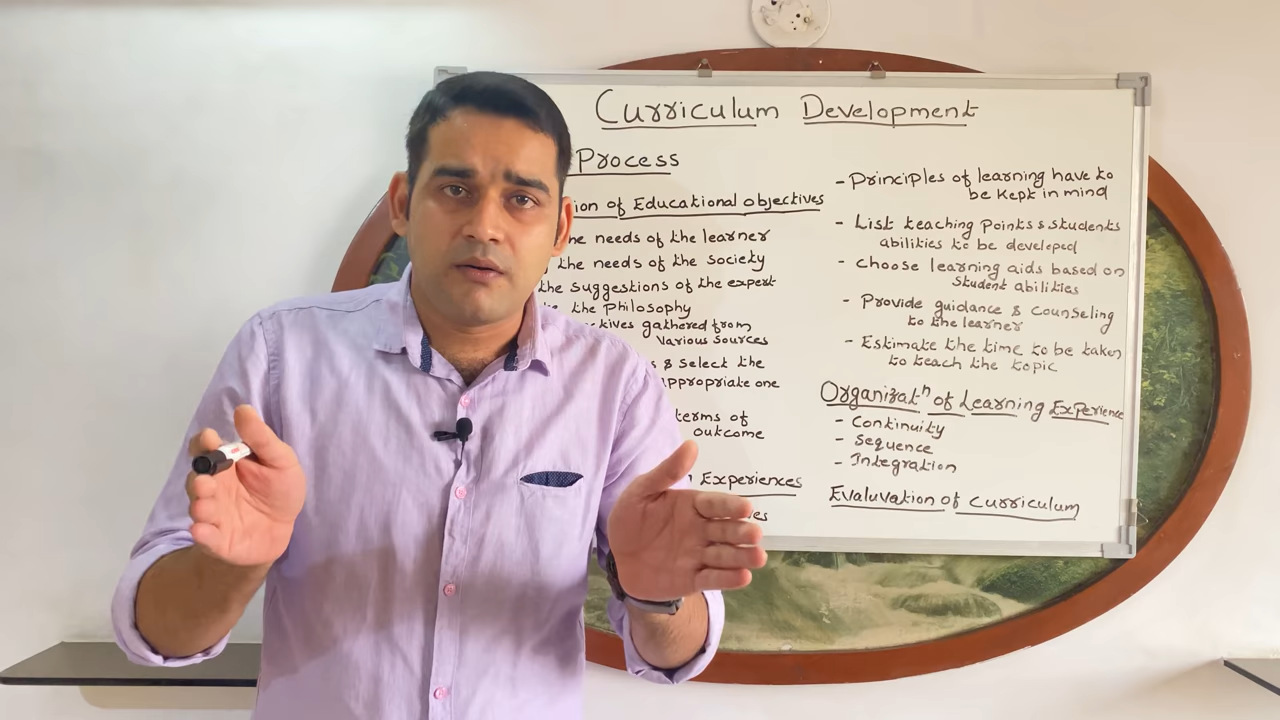 Curriculum Development
Process
ion of Educational objectives
he needs of the learner
the needs of the society
the suggestions of the expert
the Philosophy
ctives gathered from
various sources
s & select the
appropriate one
terms of
outcome
Experiences
ves
- Principles of learning have to
be kept in mind
- List teaching Points & students
abilities to be developed
- choose learning aids based on
student abilities
- Provide guidance & counseling
to the learner
- Estimate the time to be taken
to teach the topic
Organizatⁿ of Learning Experience
- Continuity
- Sequence
- Integration
Evaluvation of curriculum